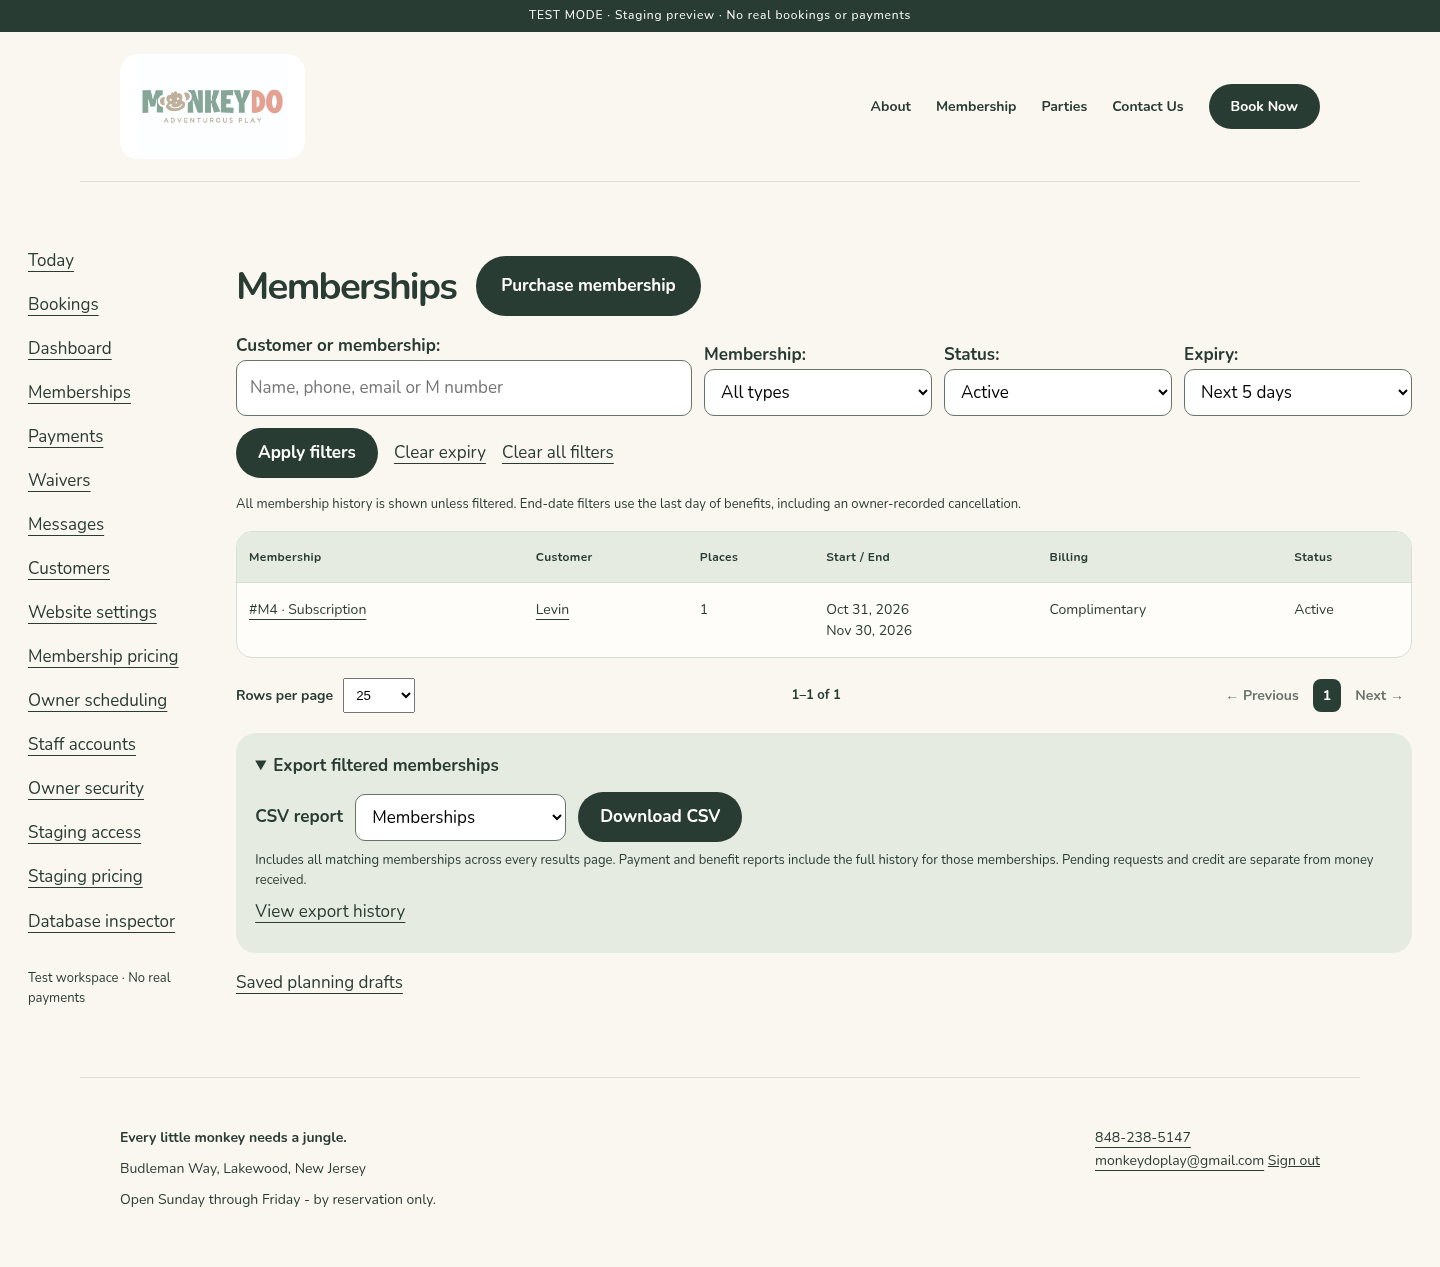 TEST MODE · Staging preview · No real bookings or payments
MONKEYDO
ADVENTUROUS PLAY
About
Membership
Parties
Contact Us
Book Now
Today
Bookings
Dashboard
Memberships
Payments
Waivers
Messages
Customers
Website settings
Membership pricing
Owner scheduling
Staff accounts
Owner security
Staging access
Staging pricing
Database inspector
Test workspace · No real
payments
Memberships
Purchase membership
Customer or membership:
Name, phone, email or M number
Membership:
All types
Status:
Active
Expiry:
Next 5 days
Apply filters
Clear expiry
Clear all filters
All membership history is shown unless filtered. End-date filters use the last day of benefits, including an owner-recorded cancellation.
Membership Customer Places Start / End Billing Status
#M4 · Subscription Levin 1 Oct 31, 2026 Complimentary Active
Nov 30, 2026
Rows per page 25
1–1 of 1
← Previous 1 Next →
▼ Export filtered memberships
CSV report Memberships Download CSV
Includes all matching memberships across every results page. Payment and benefit reports include the full history for those memberships. Pending requests and credit are separate from money
received.
View export history
Saved planning drafts
Every little monkey needs a jungle.
Budleman Way, Lakewood, New Jersey
Open Sunday through Friday - by reservation only.
848-238-5147
monkeydoplay@gmail.com Sign out